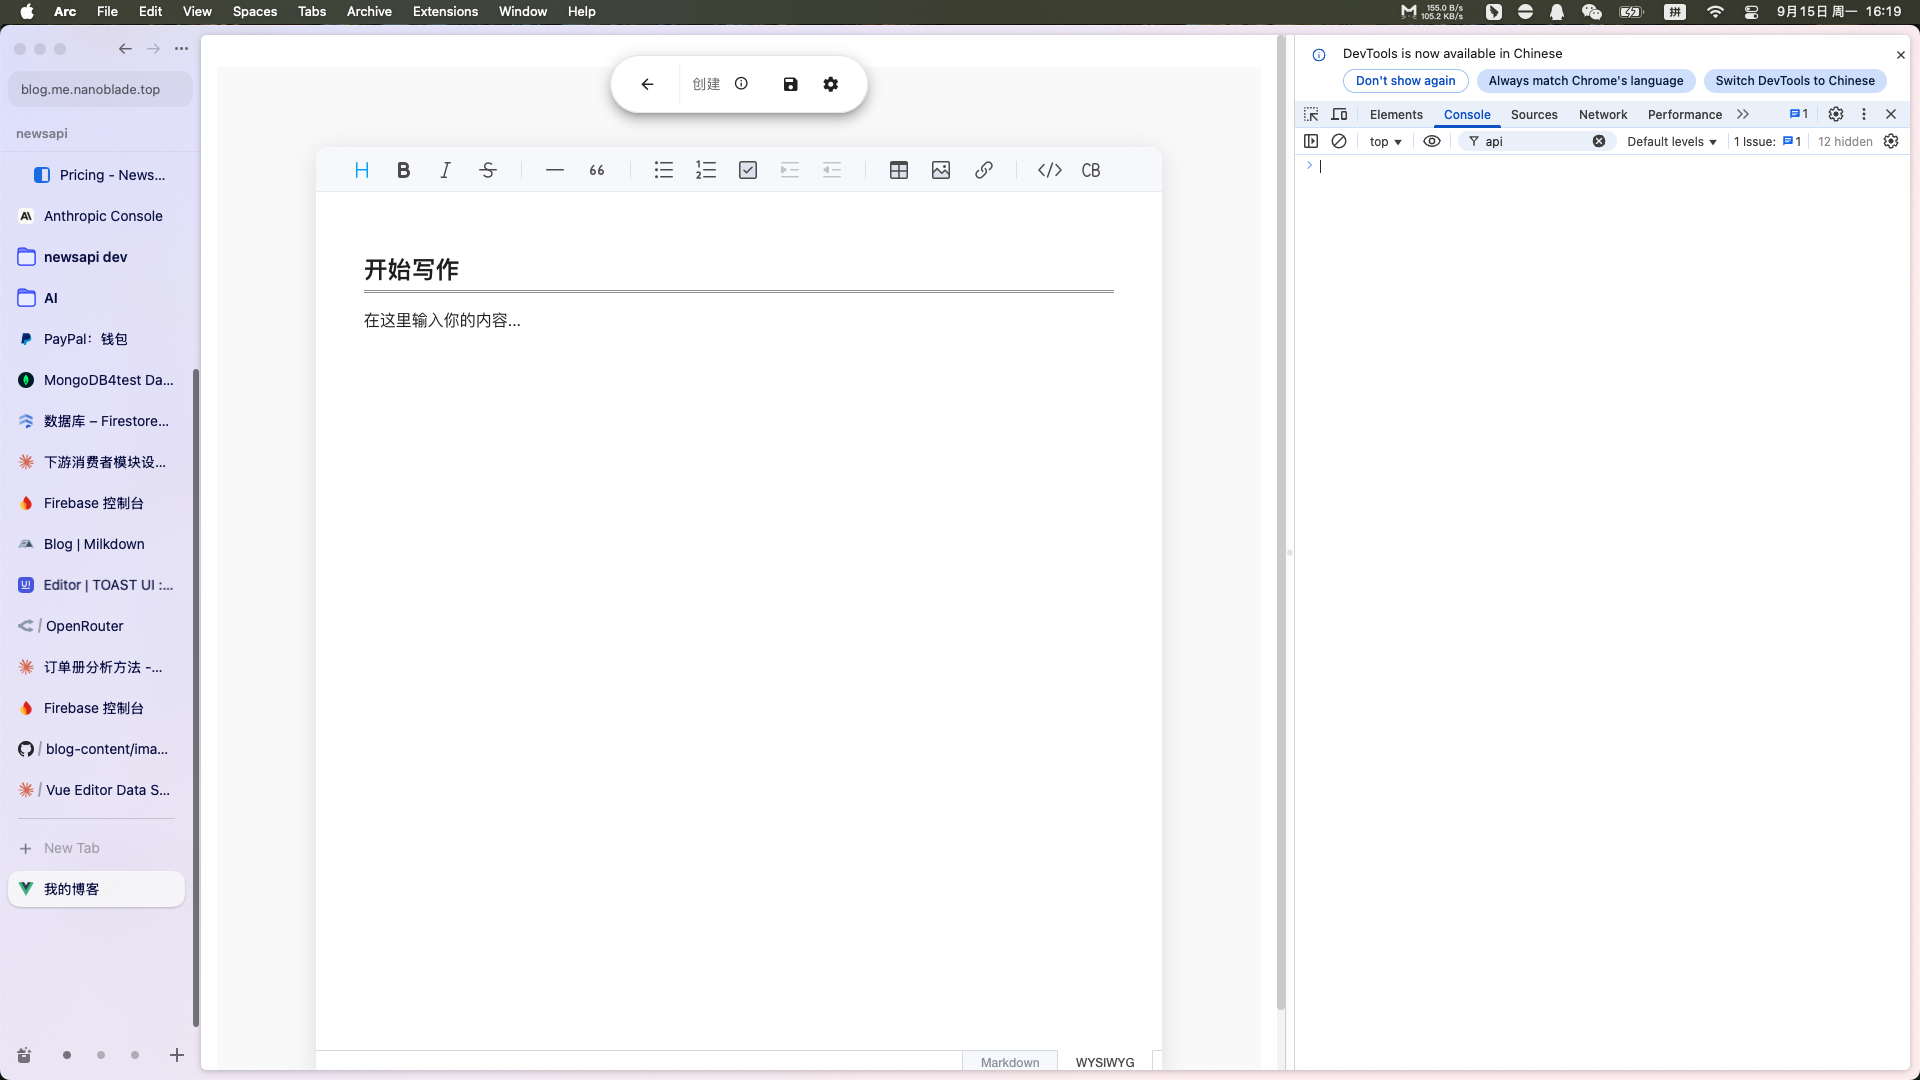 Arc File Edit View Spaces Tabs Archive Extensions Window Help
155.0 B/s
105.2 KB/s
拼
9月15日 周一 16:19
blog.me.nanoblade.top
newsapi
Pricing - News...
Anthropic Console
newsapi dev
AI
PayPal：钱包
MongoDB4test Da...
数据库 – Firestore...
下游消费者模块设...
Firebase 控制台
Blog | Milkdown
Editor | TOAST UI :...
/ OpenRouter
订单册分析方法 -...
Firebase 控制台
/ blog-content/ima...
/ Vue Editor Data S...
New Tab
我的博客
创建
H B I S 66 </> CB
开始写作
在这里输入你的内容...
Markdown WYSIWYG
DevTools is now available in Chinese
Don't show again Always match Chrome's language Switch DevTools to Chinese
Elements Console Sources Network Performance 1
top api Default levels 1 Issue: 1 12 hidden